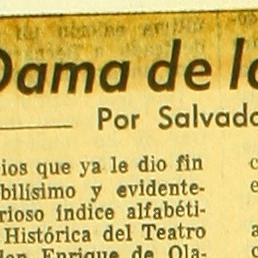 Dama de lo
Por Salvado
ios que ya le dio fin
bilísimo y evidente-
rioso índice alfabéti-
Histórica del Teatro
Enrique de Ola-